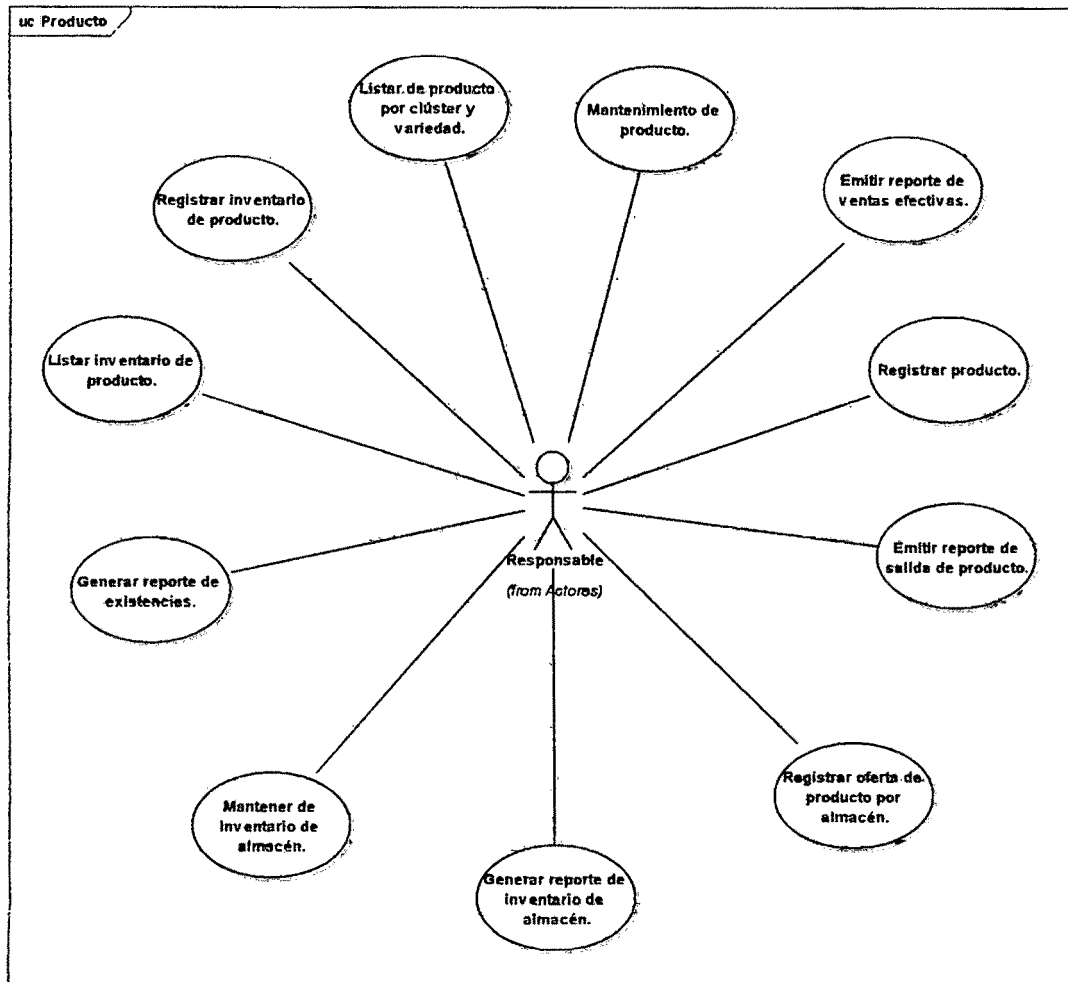 uc Producto
Listar de producto
por clúster y
variedad.
Mantenimiento de
producto.
Emitir reporte de
ventas efectivas.
Registrar inventario
de producto.
Listar inventario de
producto.
Registrar producto.
Responsable
(from Actores)
Emitir reporte de
salida de producto.
Generar reporte de
existencias.
Mantener de
inventario de
almacén.
Registrar oferta de
producto por
almacén.
Generar reporte de
inventario de
almacén.